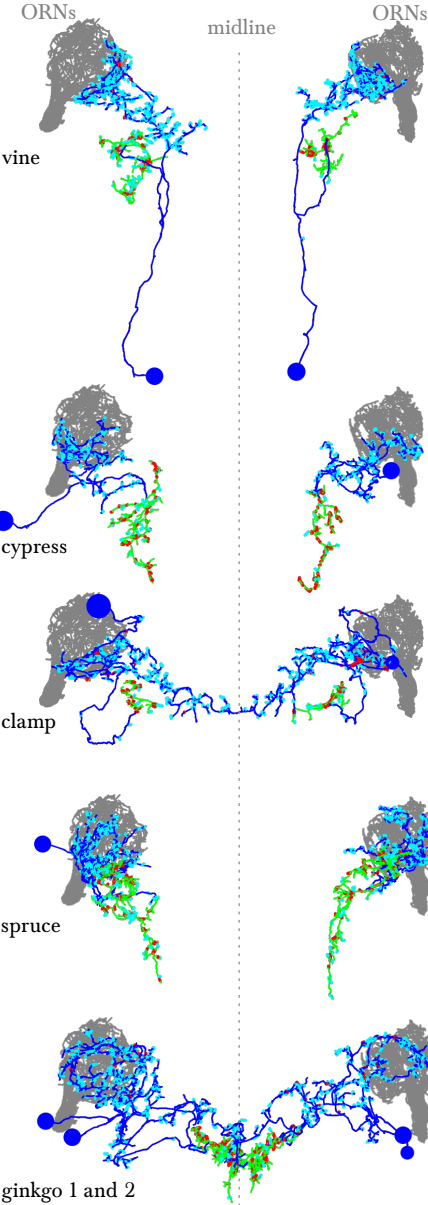 ORNs
midline
ORNs
vine
cypress
clamp
spruce
ginkgo 1 and 2